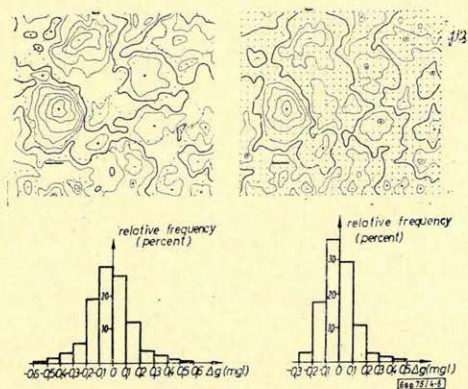 relative frequency
(percent)
20
10
-0.6 -0.5 -0.4 -0.3 -0.2 -0.1 0 0.1 0.2 0.3 0.4 0.5 0.6 Δg(mgl)
relative frequency
(percent)
30
20
10
-0.3 -0.2 -0.1 0 0.1 0.2 0.3 0.4 0.5 Δg(mgl)